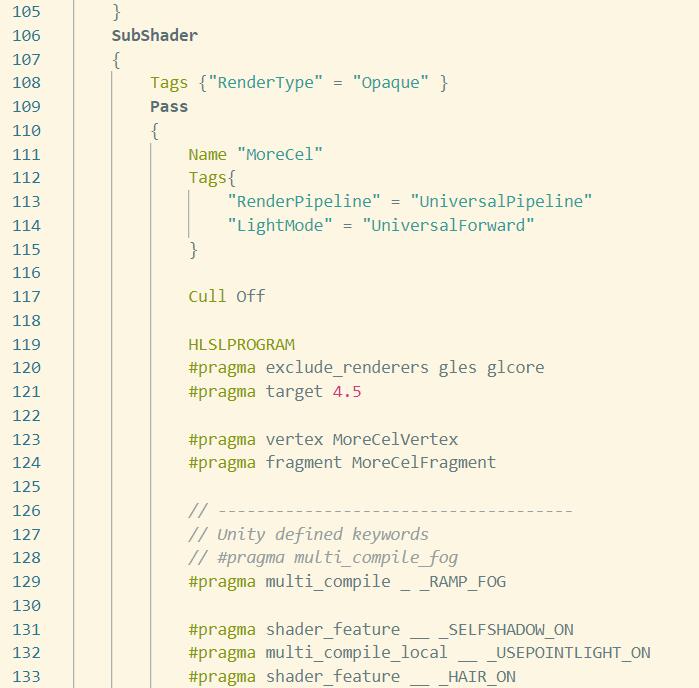 105 }
106 SubShader
107 {
108 Tags {"RenderType" = "Opaque" }
109 Pass
110 {
111 Name "MoreCel"
112 Tags{
113 "RenderPipeline" = "UniversalPipeline"
114 "LightMode" = "UniversalForward"
115 }
116
117 Cull Off
118
119 HLSLPROGRAM
120 #pragma exclude_renderers gles glcore
121 #pragma target 4.5
122
123 #pragma vertex MoreCelVertex
124 #pragma fragment MoreCelFragment
125
126 // -------------------------------------
127 // Unity defined keywords
128 // #pragma multi_compile_fog
129 #pragma multi_compile _ _RAMP_FOG
130
131 #pragma shader_feature __ _SELFSHADOW_ON
132 #pragma multi_compile_local __ _USEPOINTLIGHT_ON
133 #pragma shader_feature __ _HAIR_ON